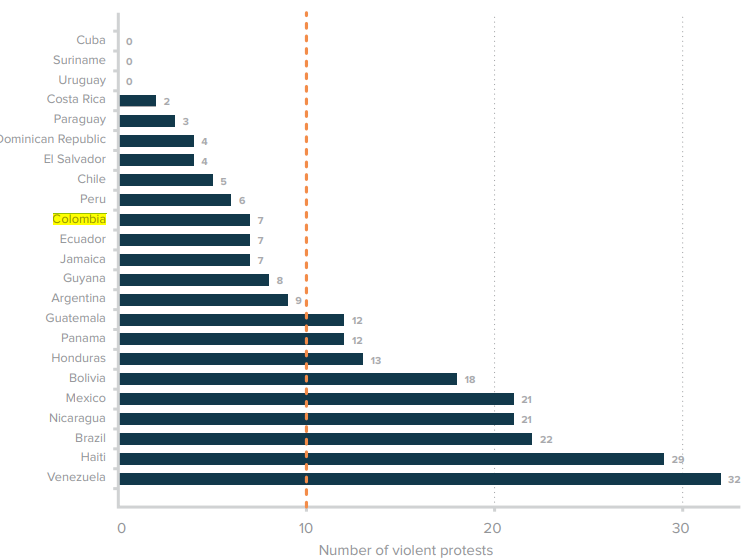 Cuba 0
Suriname 0
Uruguay 0
Costa Rica 2
Paraguay 3
Dominican Republic 4
El Salvador 4
Chile 5
Peru 6
Colombia 7
Ecuador 7
Jamaica 7
Guyana 8
Argentina 9
Guatemala 12
Panama 12
Honduras 13
Bolivia 18
Mexico 21
Nicaragua 21
Brazil 22
Haiti 29
Venezuela 32
0 10 20 30
Number of violent protests